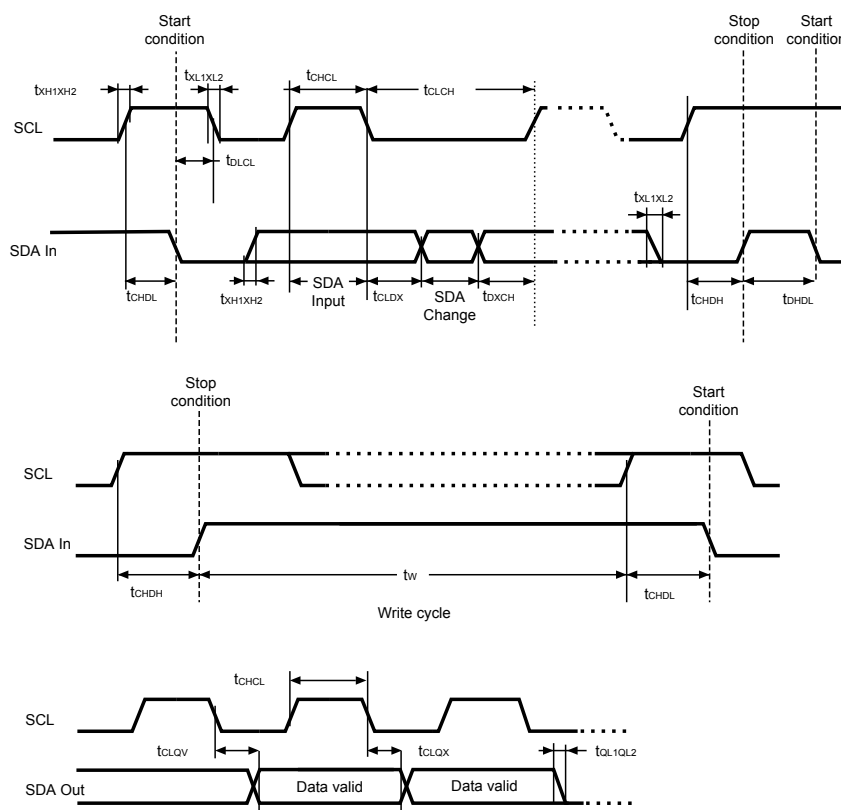 Start
condition
Stop
condition
Start
condition
tXH1XH2
tXL1XL2
tCHCL
tCLCH
SCL
tDLCL
tXL1XL2
SDA In
tCHDL
tXH1XH2
SDA
Input
tCLDX
SDA
Change
tDXCH
tCHDH
tDHDL
Stop
condition
Start
condition
SCL
SDA In
tCHDH
tW
tCHDL
Write cycle
tCHCL
SCL
tCLQV
tCLQX
tQL1QL2
SDA Out
Data valid
Data valid